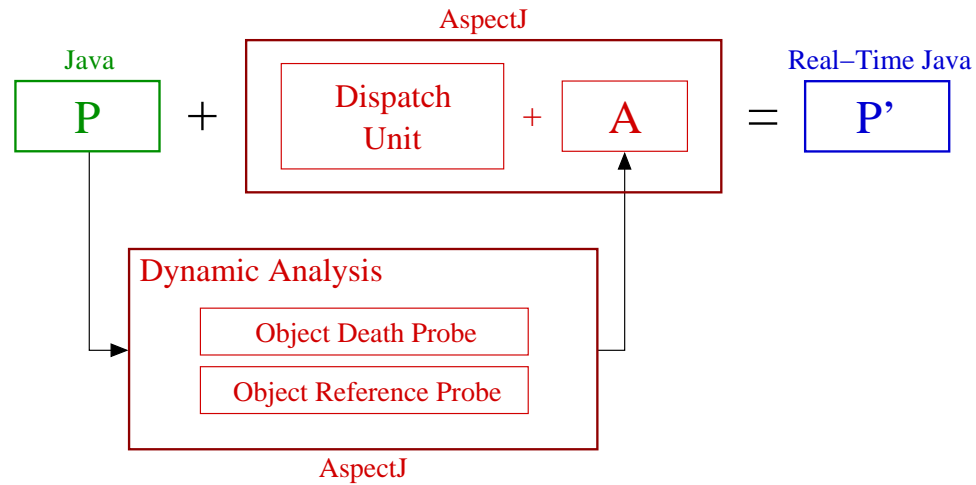 AspectJ
Java
Real−Time Java
P
+
Dispatch
Unit
+
A
=
P’
Dynamic Analysis
Object Death Probe
Object Reference Probe
AspectJ